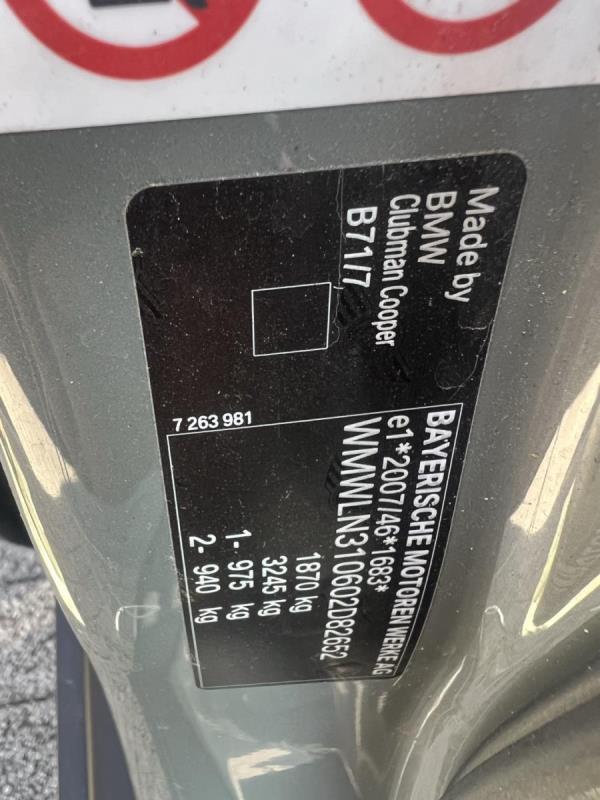 Made by
BMW
Clubman Cooper
B71/7
7 263 981
BAYERISCHE MOTOREN WERKE AG
e1*2007/46*1683*
WMWLN310602D82652
1870 kg
3245 kg
1- 975 kg
2- 940 kg